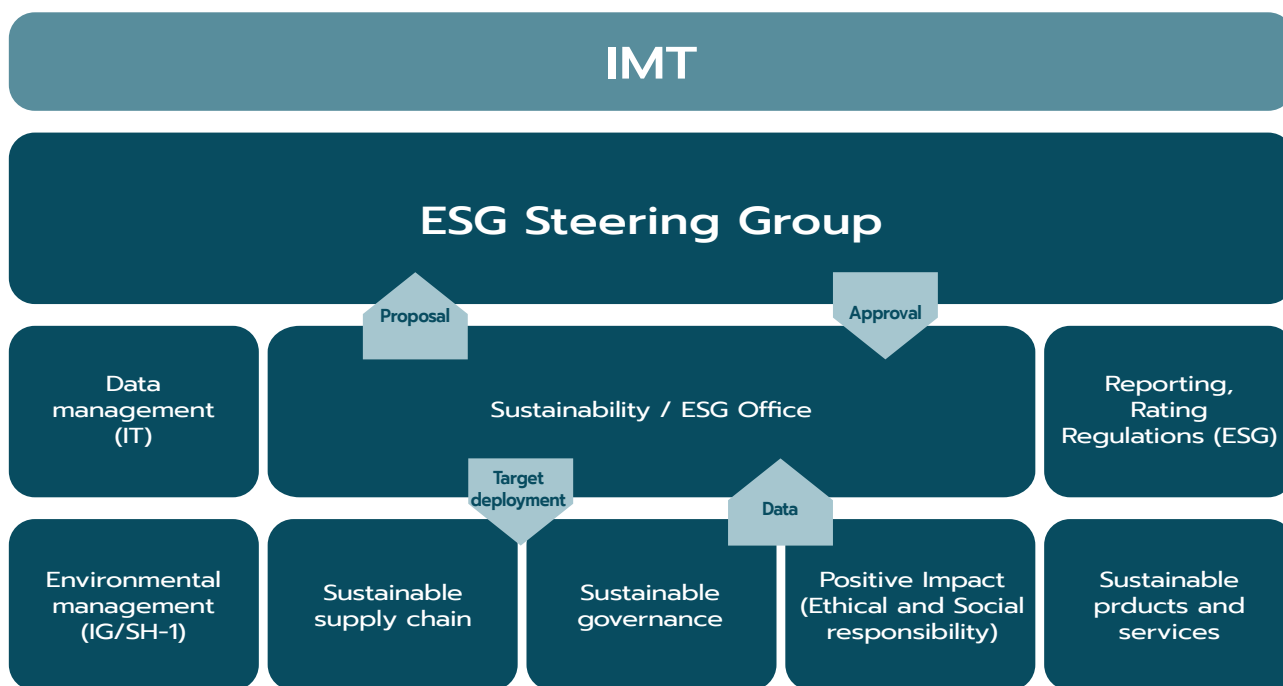 IMT
ESG Steering Group
Proposal
Approval
Data
management
(IT)
Sustainability / ESG Office
Reporting,
Rating
Regulations (ESG)
Target
deployment
Data
Environmental
management
(IG/SH-1)
Sustainable
supply chain
Sustainable
governance
Positive Impact
(Ethical and Social
responsibility)
Sustainable
prducts and
services